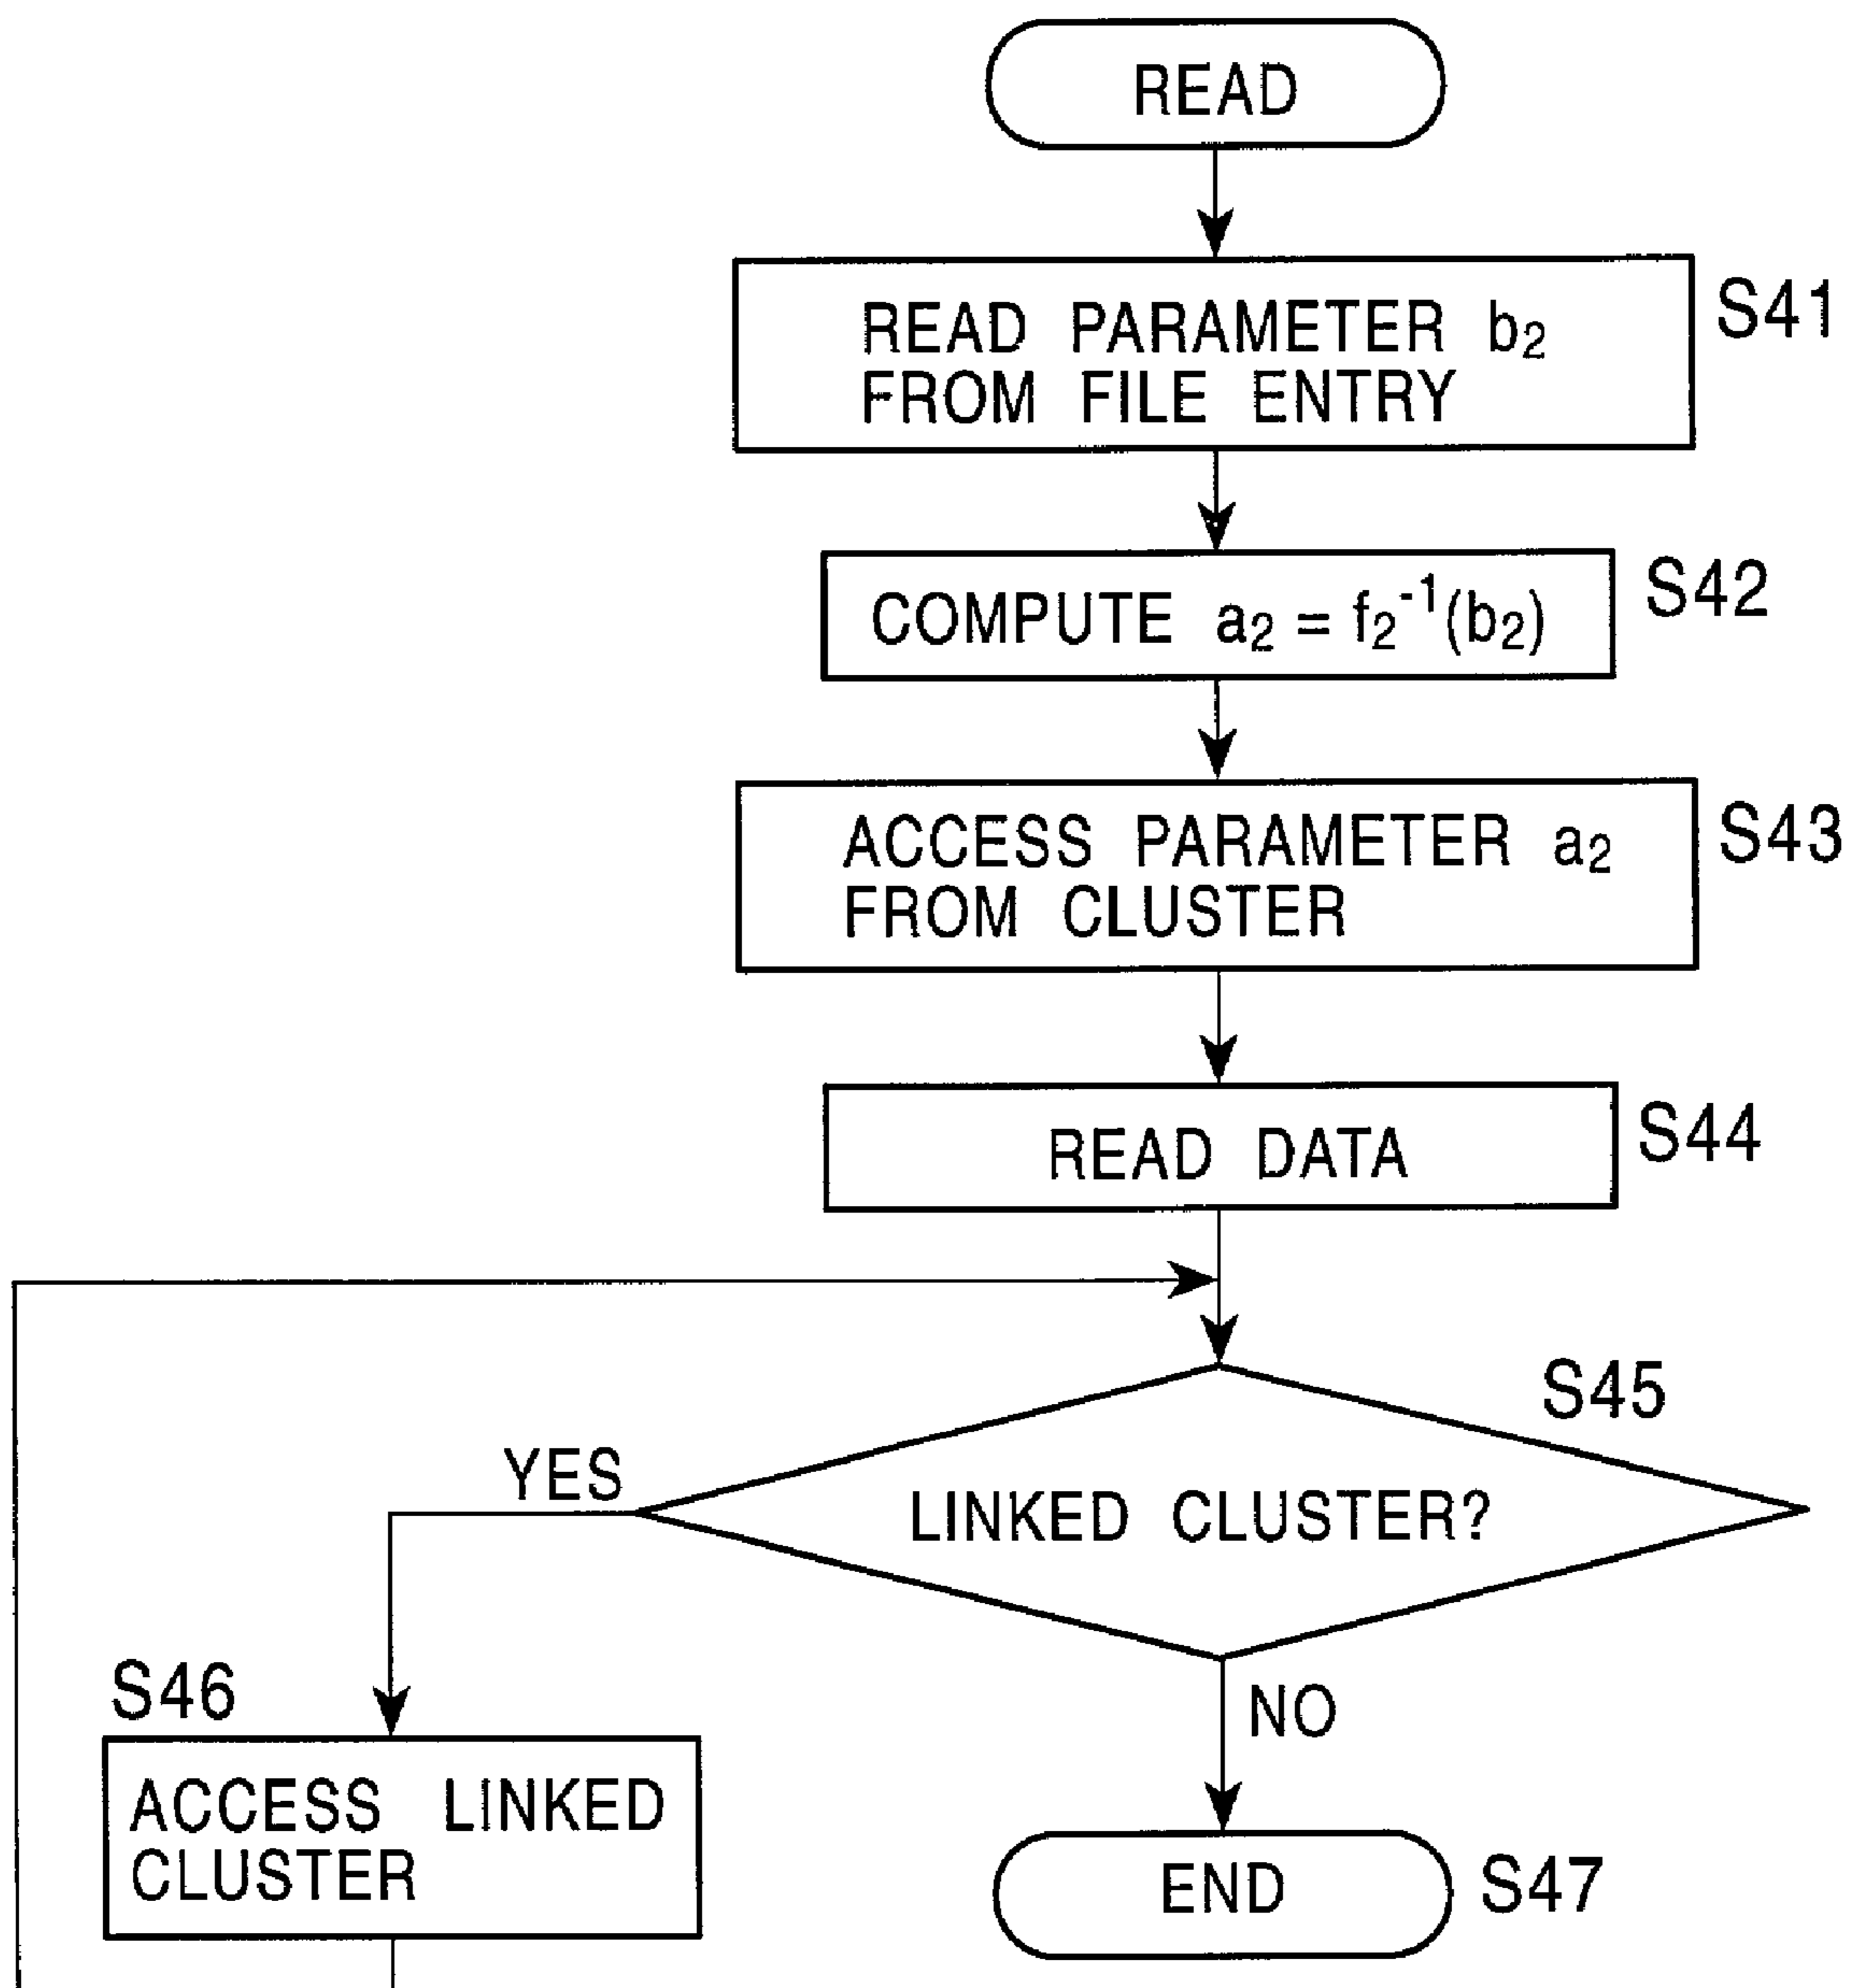 READ
READ PARAMETER b₂
FROM FILE ENTRY
S41
COMPUTE a₂ = f₂⁻¹(b₂)
S42
ACCESS PARAMETER a₂
FROM CLUSTER
S43
READ DATA
S44
S45
YES
LINKED CLUSTER?
S46
NO
ACCESS LINKED
CLUSTER
END
S47